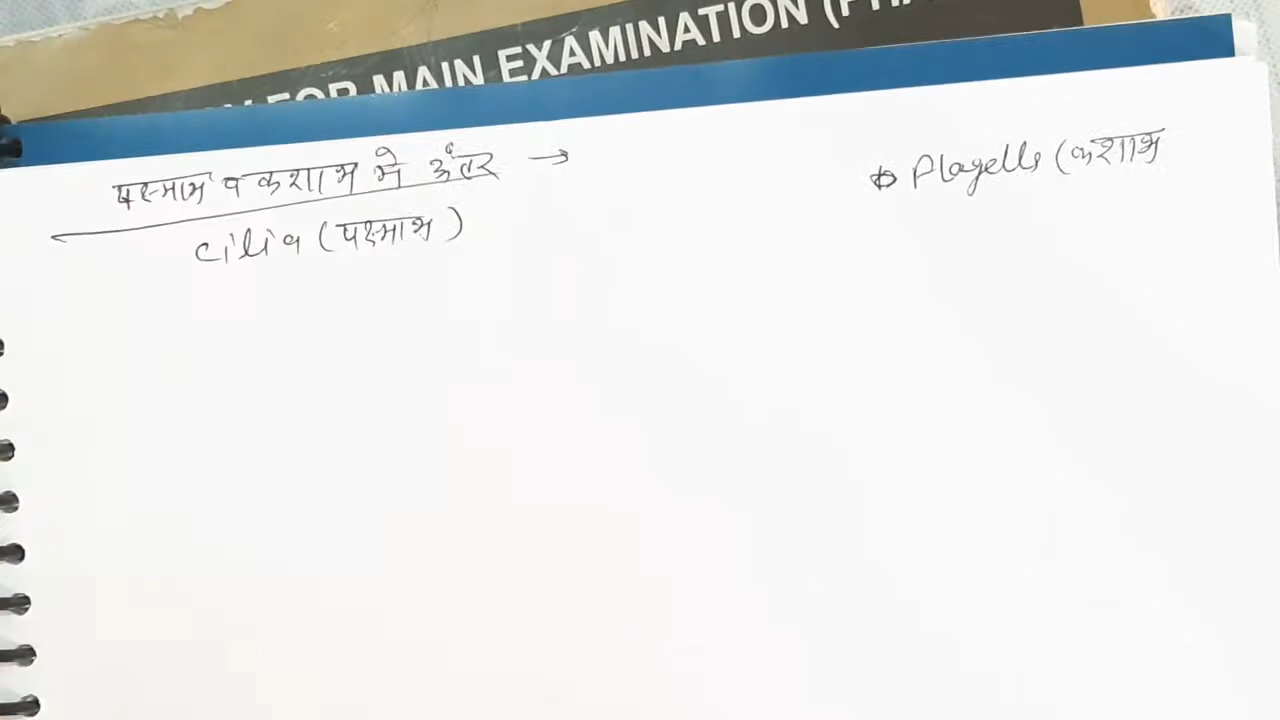 FOR MAIN EXAMINATION (
पक्ष्माभ व कशाभ में अंतर →
Cilia (पक्ष्माभ)
Flagella (कशाभ